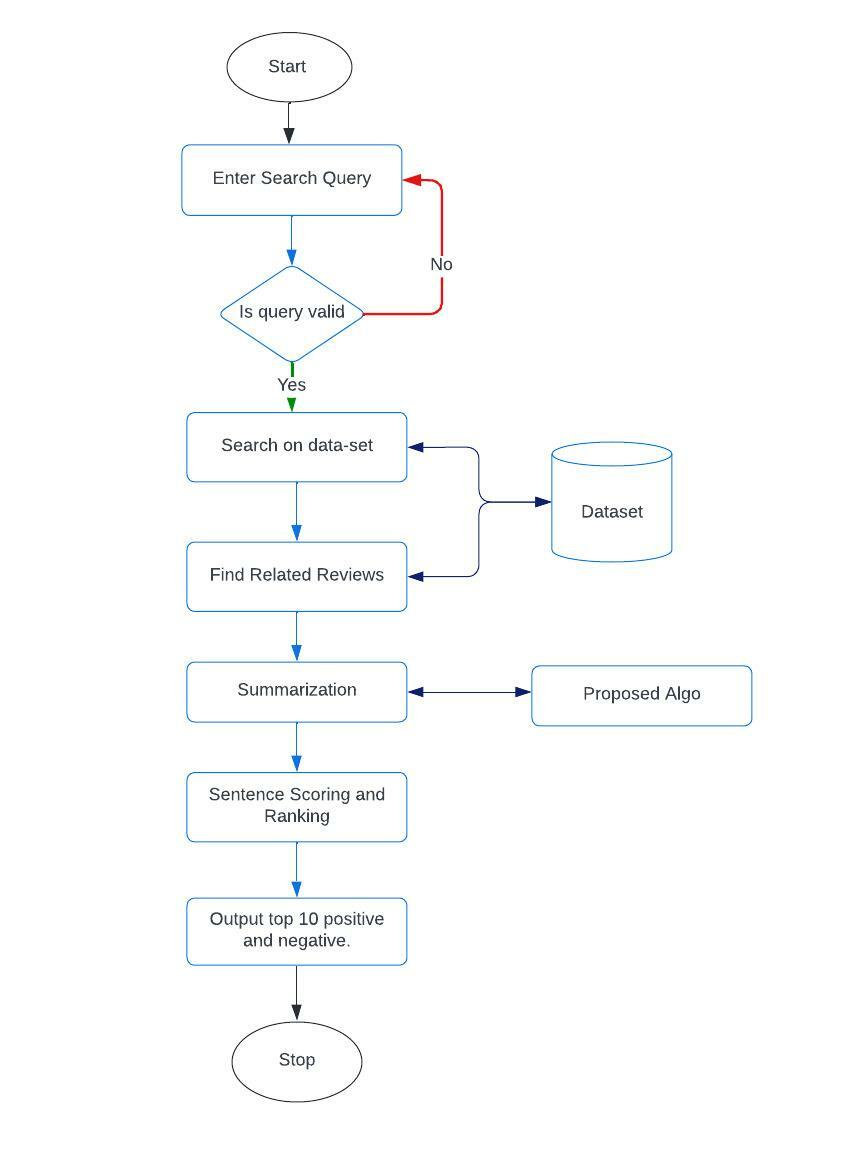 Start
Enter Search Query
No
Is query valid
Yes
Search on data-set
Dataset
Find Related Reviews
Summarization
Proposed Algo
Sentence Scoring and
Ranking
Output top 10 positive
and negative.
Stop